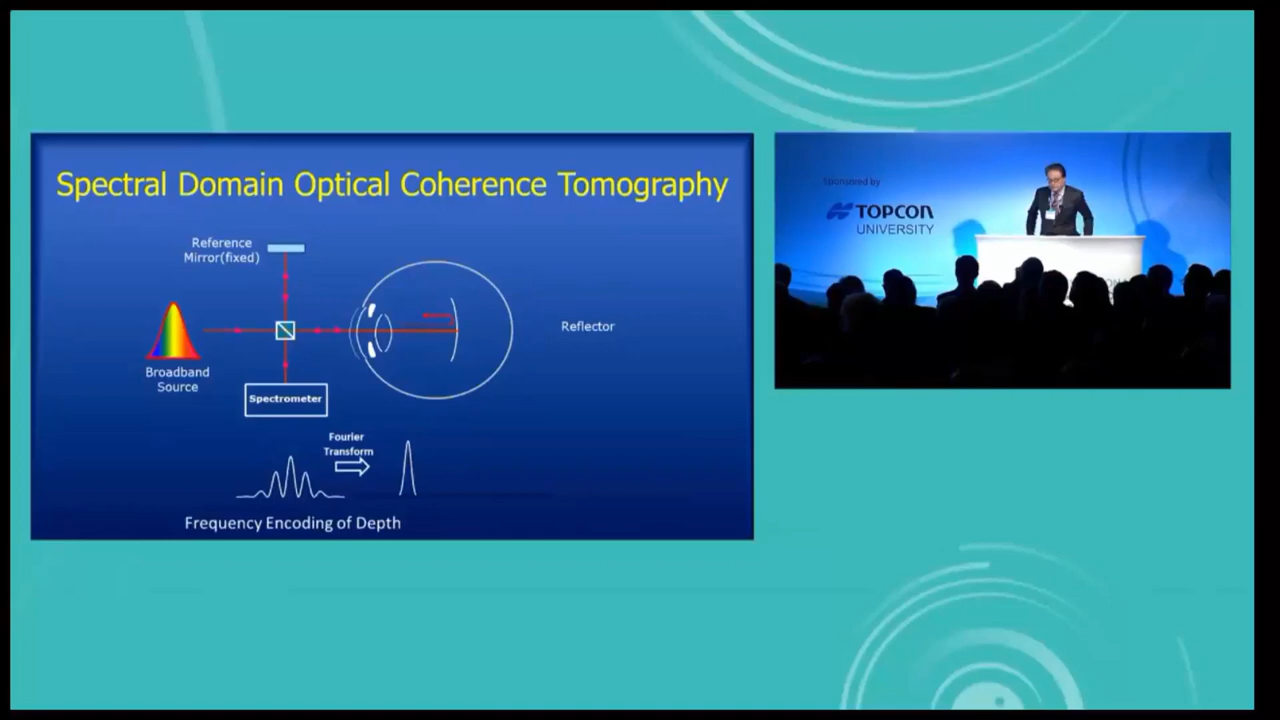 Spectral Domain Optical Coherence Tomography
Reference
Mirror(fixed)
Broadband
Source
Reflector
Spectrometer
Fourier
Transform
Frequency Encoding of Depth
Sponsored by
TOPCON
UNIVERSITY